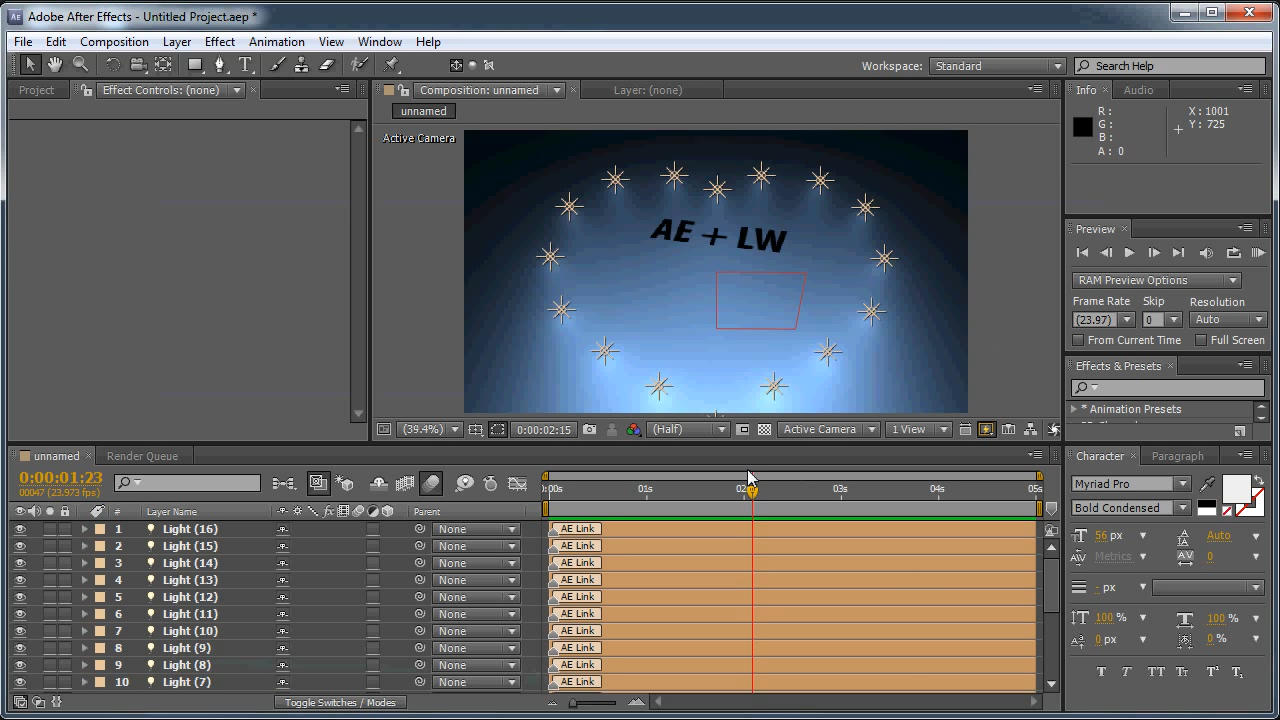 Adobe After Effects - Untitled Project.aep *
File Edit Composition Layer Effect Animation View Window Help
Workspace: Standard Search Help
Project Effect Controls: (none) Composition: unnamed Layer: (none) Info Audio
unnamed
Active Camera
R :
G :
B :
A : 0
X : 1001
Y : 725
AE + LW
Preview
RAM Preview Options
Frame Rate Skip Resolution
(23.97) 0 Auto
From Current Time Full Screen
Effects & Presets
* Animation Presets
(39.4%) 0:00:02:15 (Half) Active Camera 1 View
unnamed Render Queue
0:00:01:23
00047 (23.973 fps)
:00s 01s 02s 03s 04s 05s
# Layer Name Parent
1 Light (16) None AE Link
2 Light (15) None AE Link
3 Light (14) None AE Link
4 Light (13) None AE Link
5 Light (12) None AE Link
6 Light (11) None AE Link
7 Light (10) None AE Link
8 Light (9) None AE Link
9 Light (8) None AE Link
10 Light (7) None AE Link
Toggle Switches / Modes
Character Paragraph
Myriad Pro
Bold Condensed
56 px Auto
Metrics 0
- px
100 % 100 %
0 px 0 %
T T TT Tt T¹ T₁